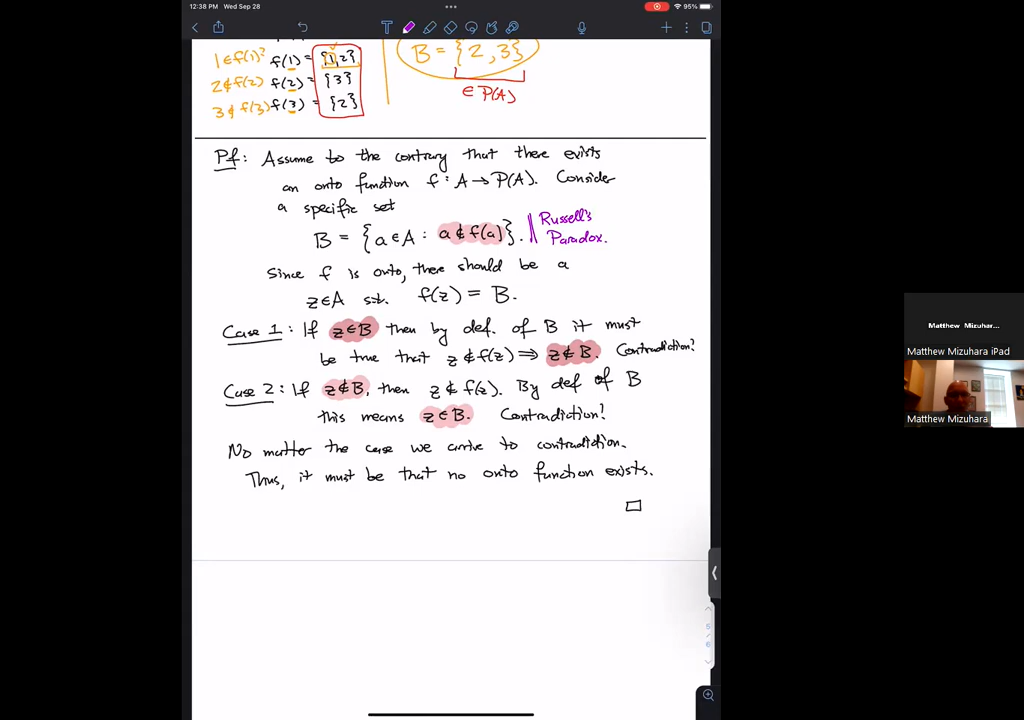 12:38 PM Wed Sep 28
95%
1 ∈ f(1)? f(1) = {1,2}
2 ∉ f(2) f(2) = {3}
3 ∉ f(3) f(3) = {2}
B = {2,3}
∈ P(A)
Pf: Assume to the contrary that there exists
an onto function f: A → P(A). Consider
a specific set
B = {a ∈ A : a ∉ f(a)}. Russell's
Paradox.
Since f is onto, there should be a
z ∈ A s.t. f(z) = B.
Case 1: If z ∈ B then by def. of B it must
be true that z ∉ f(z) ⟹ z ∉ B. Contradiction!
Case 2: If z ∉ B, then z ∉ f(z). By def of B
this means z ∈ B. Contradiction!
No matter the case we arrive to contradiction.
Thus, it must be that no onto function exists.
□
5
/
6
Matthew Mizuhar...
Matthew Mizuhara iPad
Matthew Mizuhara